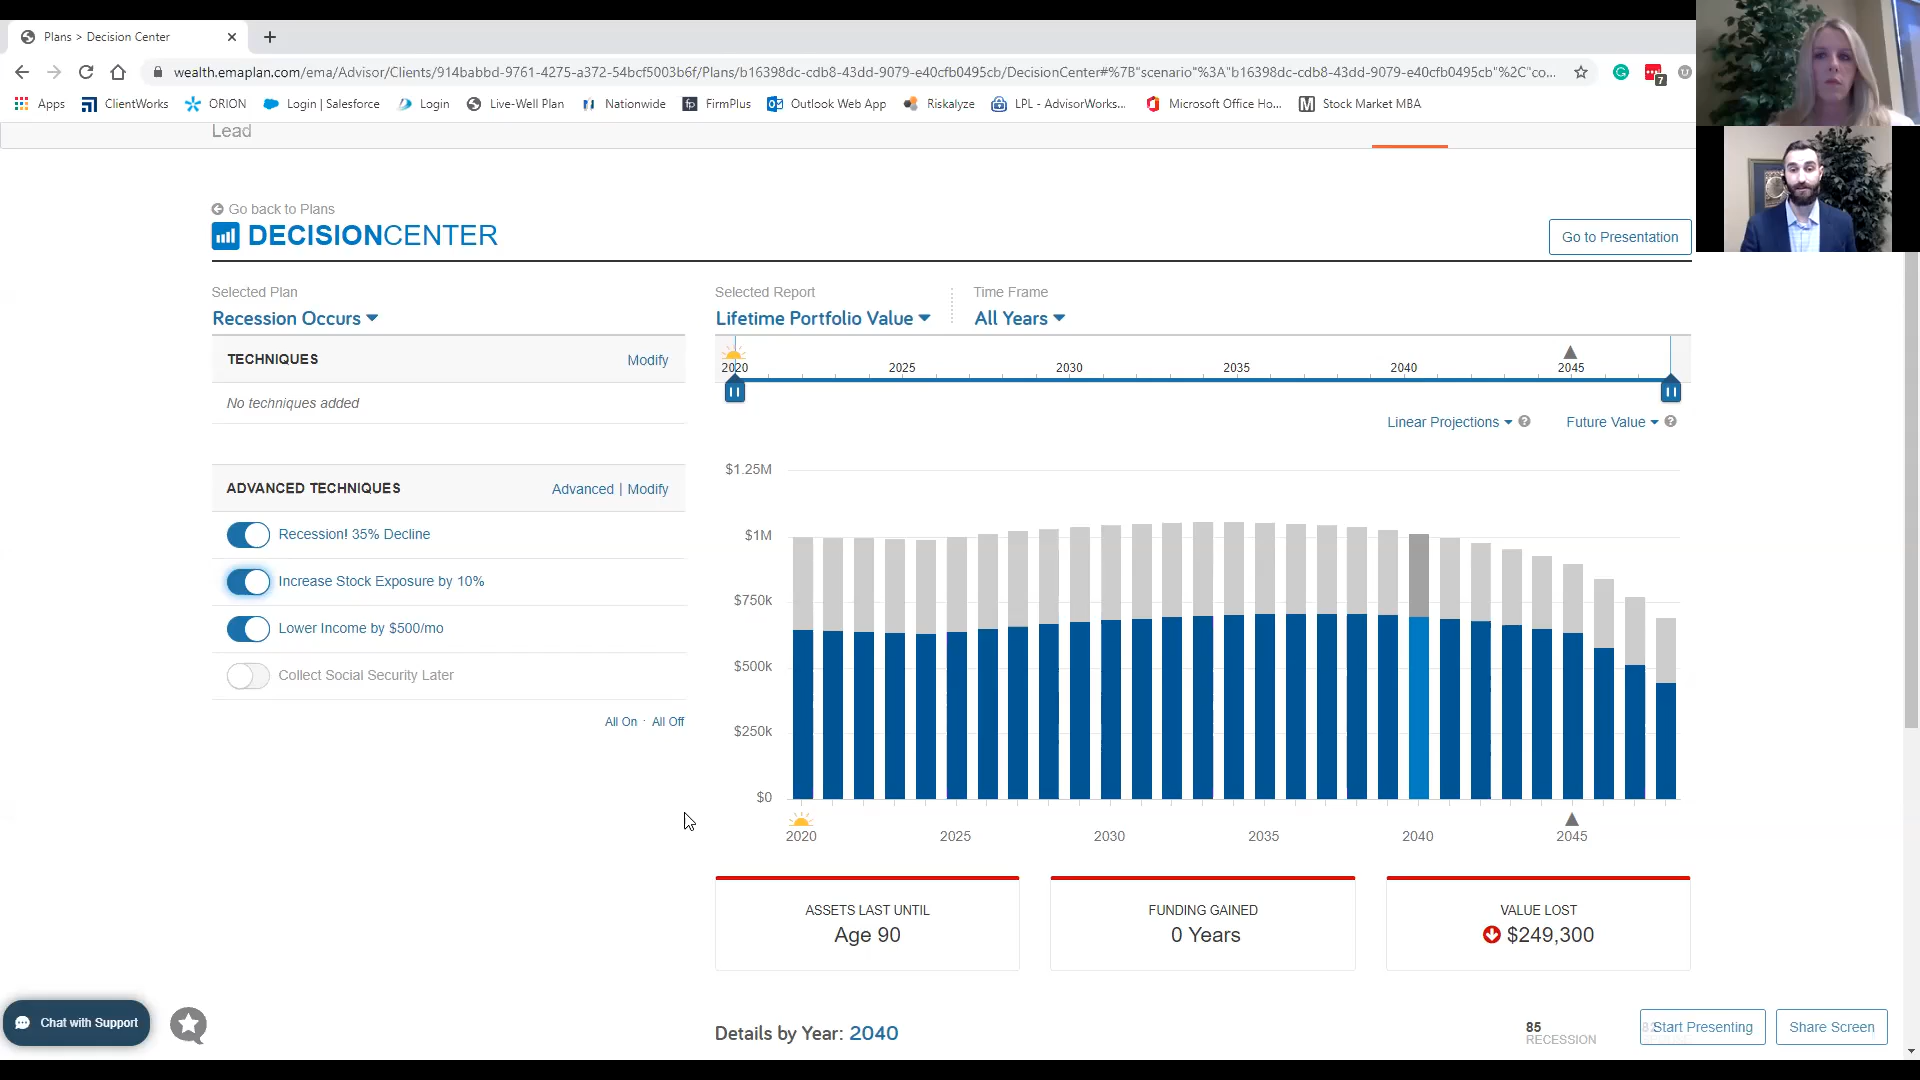 Plans > Decision Center
wealth.emaplan.com/ema/Advisor/Clients/914babbd-9761-4275-a372-54bcf5003b6f/Plans/b16398dc-cdb8-43dd-9079-e40cfb0495cb/DecisionCenter#%7B"scenario"%3A"b16398dc-cdb8-43dd-9079-e40cfb0495cb"%2C"co...
7
Apps ClientWorks ORION Login | Salesforce Login Live-Well Plan Nationwide fp FirmPlus Outlook Web App Riskalyze LPL - AdvisorWorks... Microsoft Office Ho... M Stock Market MBA
Lead
Go back to Plans
DECISIONCENTER
Go to Presentation
Selected Plan
Recession Occurs
TECHNIQUES Modify
No techniques added
ADVANCED TECHNIQUES Advanced | Modify
Recession! 35% Decline
Increase Stock Exposure by 10%
Lower Income by $500/mo
Collect Social Security Later
All On · All Off
Selected Report
Lifetime Portfolio Value
Time Frame
All Years
2020 2025 2030 2035 2040 2045
Linear Projections ? Future Value ?
$1.25M
$1M
$750k
$500k
$250k
$0
2020 2025 2030 2035 2040 2045
ASSETS LAST UNTIL
Age 90
FUNDING GAINED
0 Years
VALUE LOST
$249,300
Details by Year: 2040
85
RECESSION
Start Presenting
Share Screen
Chat with Support